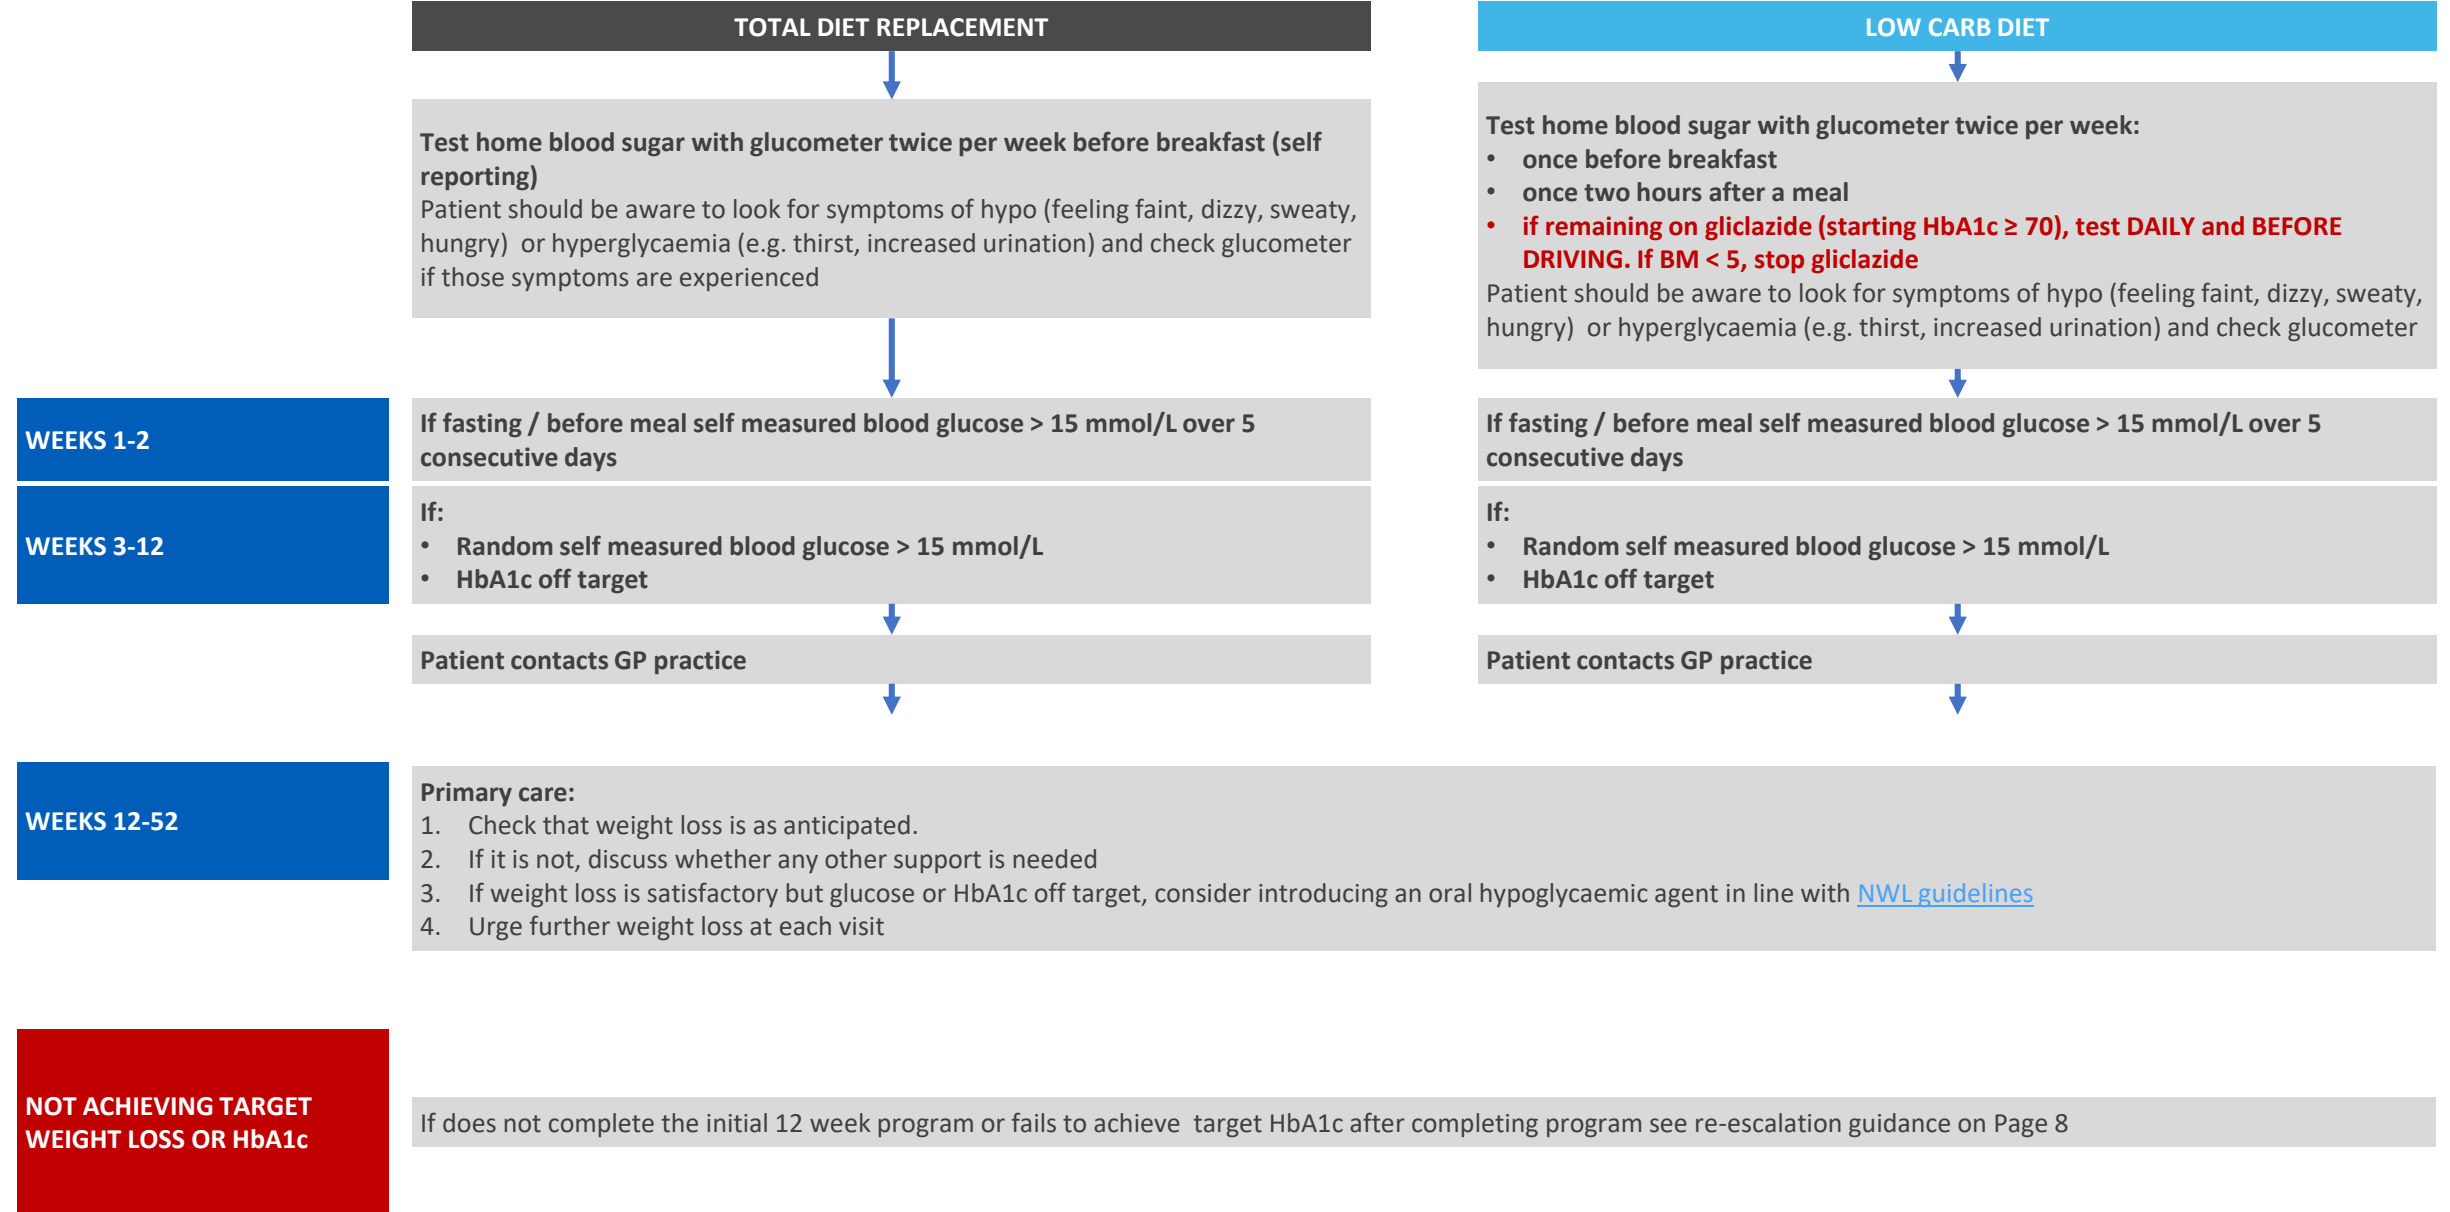 TOTAL DIET REPLACEMENT
Test home blood sugar with glucometer twice per week before breakfast (self
reporting)
Patient should be aware to look for symptoms of hypo (feeling faint, dizzy, sweaty,
hungry)  or hyperglycaemia (e.g. thirst, increased urination) and check glucometer
if those symptoms are experienced
LOW CARB DIET
Test home blood sugar with glucometer twice per week:
• once before breakfast
• once two hours after a meal
• if remaining on gliclazide (starting HbA1c ≥ 70), test DAILY and BEFORE
DRIVING. If BM < 5, stop gliclazide
Patient should be aware to look for symptoms of hypo (feeling faint, dizzy, sweaty,
hungry)  or hyperglycaemia (e.g. thirst, increased urination) and check glucometer
WEEKS 1-2
If fasting / before meal self measured blood glucose > 15 mmol/L over 5
consecutive days
If fasting / before meal self measured blood glucose > 15 mmol/L over 5
consecutive days
WEEKS 3-12
If:
• Random self measured blood glucose > 15 mmol/L
• HbA1c off target
If:
• Random self measured blood glucose > 15 mmol/L
• HbA1c off target
Patient contacts GP practice
Patient contacts GP practice
WEEKS 12-52
Primary care:
1. Check that weight loss is as anticipated.
2. If it is not, discuss whether any other support is needed
3. If weight loss is satisfactory but glucose or HbA1c off target, consider introducing an oral hypoglycaemic agent in line with NWL guidelines
4. Urge further weight loss at each visit
NOT ACHIEVING TARGET
WEIGHT LOSS OR HbA1c
If does not complete the initial 12 week program or fails to achieve  target HbA1c after completing program see re-escalation guidance on Page 8